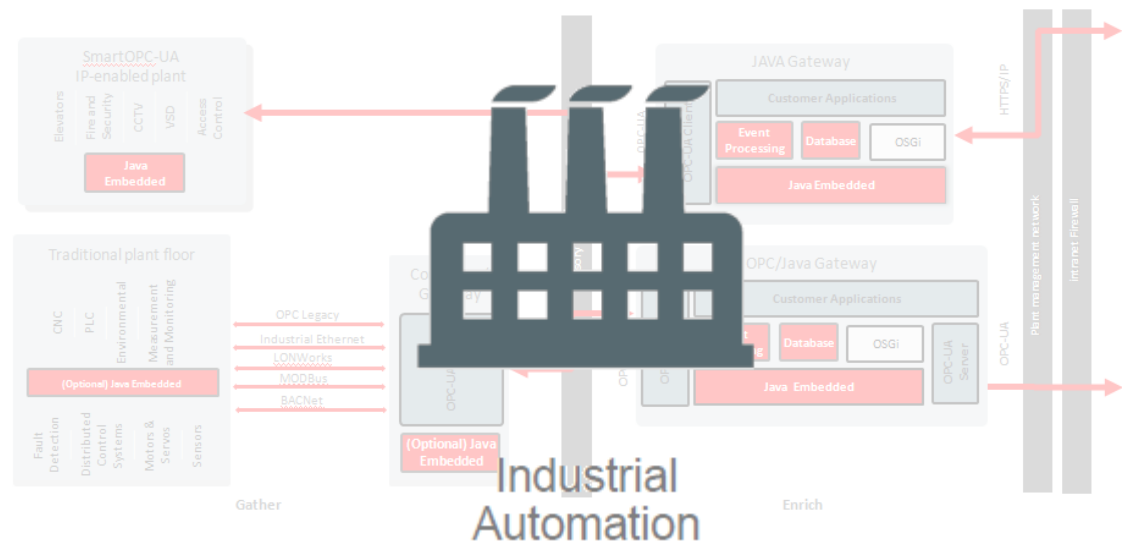 SmartOPC-UA
IP-enabled plant
Elevators
Fire and
Security
CCTV
VSD
Access
Control
Java
Embedded
Traditional plant floor
CNC
PLC
Environmental
Measurement
and Monitoring
(Optional) Java Embedded
Fault
Detection
Distributed
Control
Systems
Motors &
Servos
Sensors
OPC Legacy
Industrial Ethernet
LONWorks
MODBus
BACNet
OPC-UA
(Optional) Java
Embedded
Gather
JAVA Gateway
OPC-UA Client
Customer Applications
Event
Processing
Database
OSGi
Java Embedded
HTTPS/IP
OPC/Java Gateway
Customer Applications
Database
OSGi
Java Embedded
OPC-UA
Server
OPC-UA
Plant management network
Intranet Firewall
Enrich
Industrial
Automation